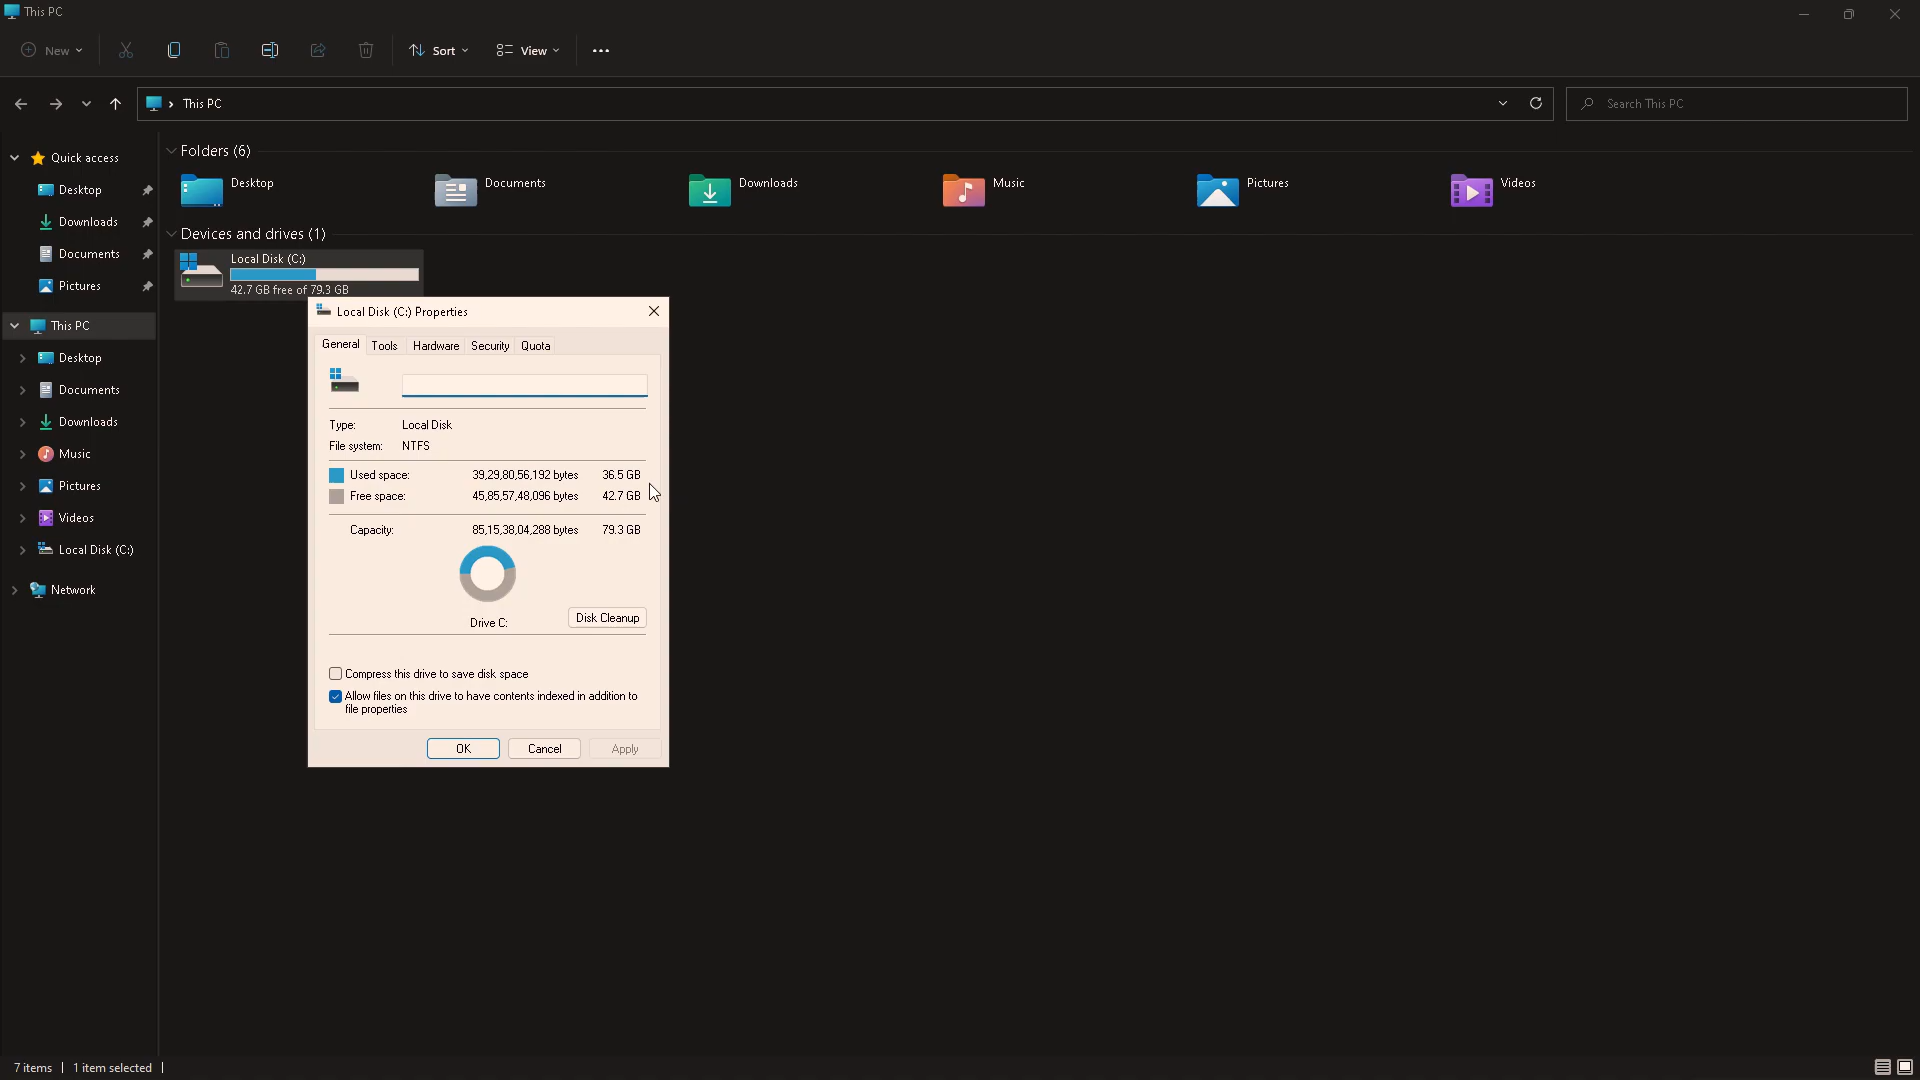 This PC
New
Sort
View
This PC
Search This PC
Quick access
Desktop
Downloads
Documents
Pictures
This PC
Desktop
Documents
Downloads
Music
Pictures
Videos
Local Disk (C:)
Network
Folders (6)
Desktop
Documents
Downloads
Music
Pictures
Videos
Devices and drives (1)
Local Disk (C:)
42.7 GB free of 79.3 GB
Local Disk (C:) Properties
General Tools Hardware Security Quota
Type: Local Disk
File system: NTFS
Used space: 39,29,80,56,192 bytes 36.5 GB
Free space: 45,85,57,48,096 bytes 42.7 GB
Capacity: 85,15,38,04,288 bytes 79.3 GB
Drive C:
Disk Cleanup
Compress this drive to save disk space
Allow files on this drive to have contents indexed in addition to
file properties
OK Cancel Apply
7 items 1 item selected